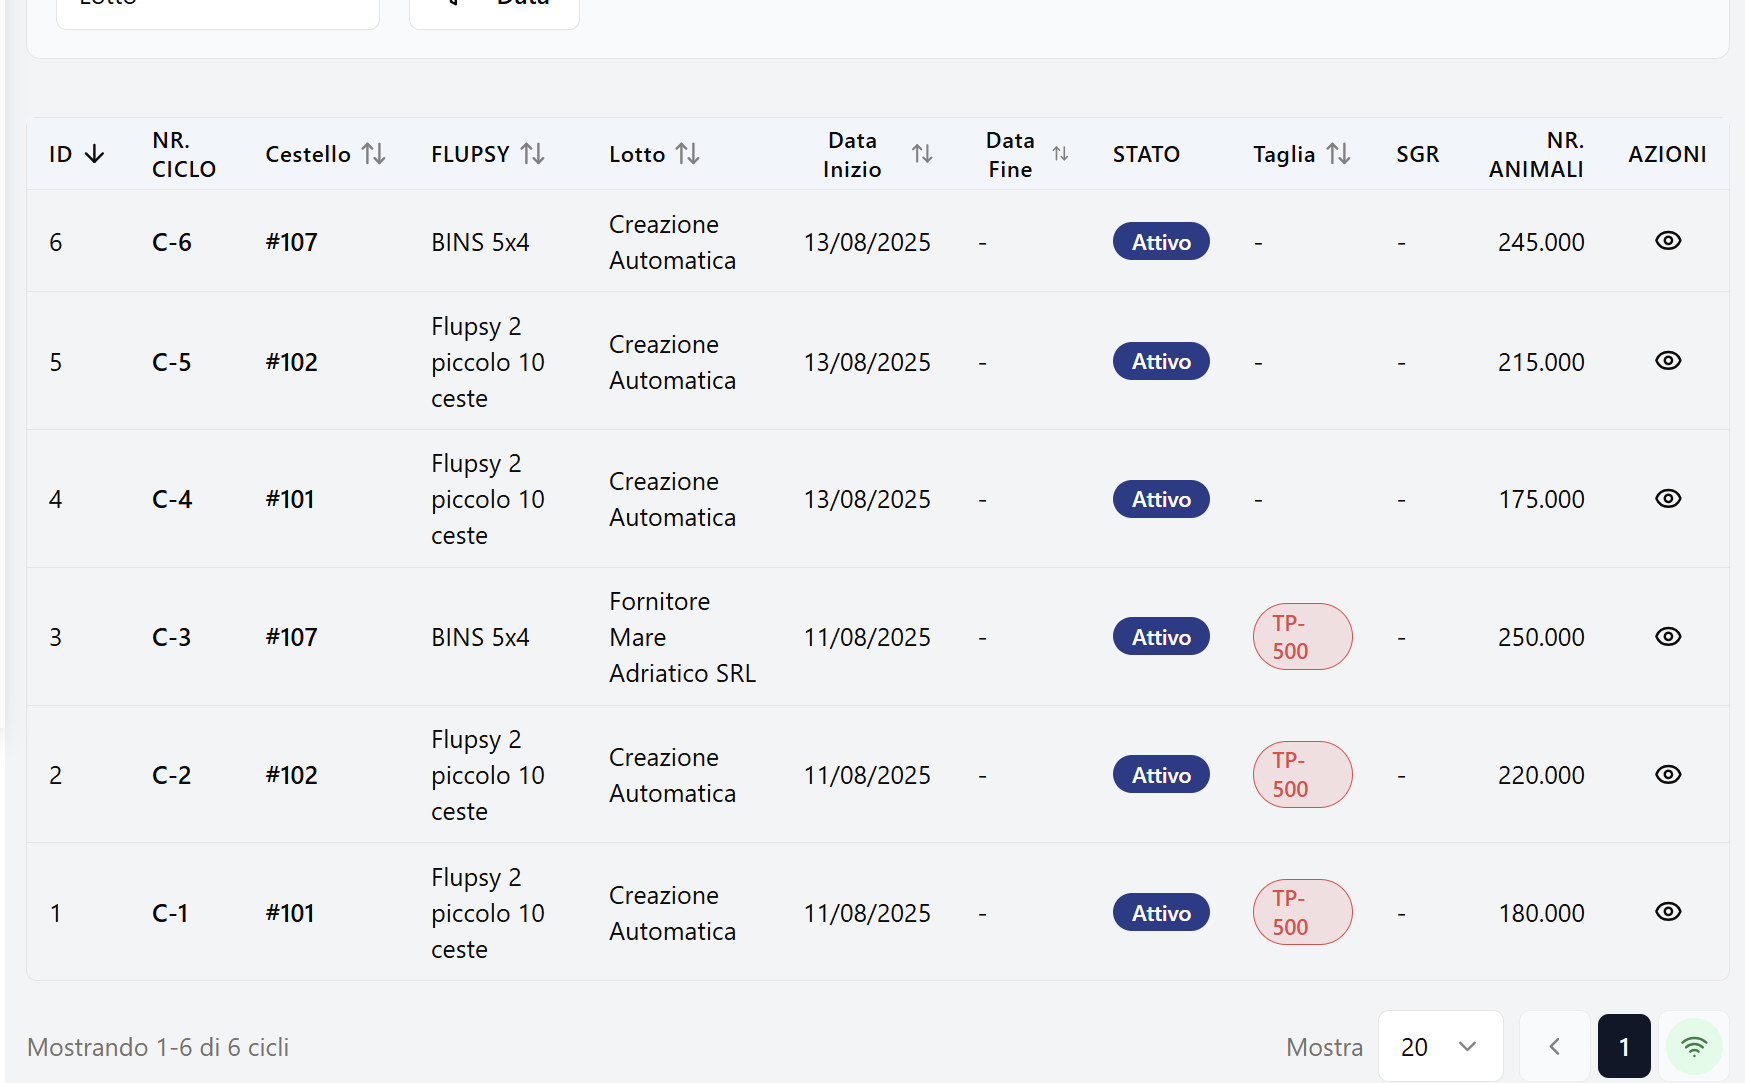 Lotto
Data
ID
NR. CICLO
Cestello
FLUPSY
Lotto
Data Inizio
Data Fine
STATO
Taglia
SGR
NR. ANIMALI
AZIONI
6 C-6 #107 BINS 5x4 Creazione Automatica 13/08/2025 - Attivo - - 245.000
5 C-5 #102 Flupsy 2 piccolo 10 ceste Creazione Automatica 13/08/2025 - Attivo - - 215.000
4 C-4 #101 Flupsy 2 piccolo 10 ceste Creazione Automatica 13/08/2025 - Attivo - - 175.000
3 C-3 #107 BINS 5x4 Fornitore Mare Adriatico SRL 11/08/2025 - Attivo TP-500 - 250.000
2 C-2 #102 Flupsy 2 piccolo 10 ceste Creazione Automatica 11/08/2025 - Attivo TP-500 - 220.000
1 C-1 #101 Flupsy 2 piccolo 10 ceste Creazione Automatica 11/08/2025 - Attivo TP-500 - 180.000
Mostrando 1-6 di 6 cicli
Mostra 20 1